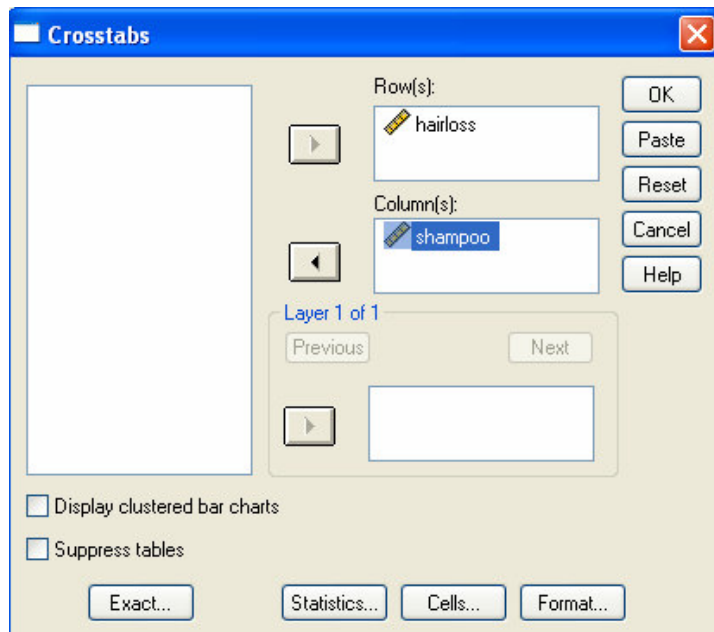 Crosstabs
Row(s):
hairloss
OK
Paste
Reset
Column(s):
shampoo
Cancel
Help
Layer 1 of 1
Previous
Next
Display clustered bar charts
Suppress tables
Exact...
Statistics...
Cells...
Format...